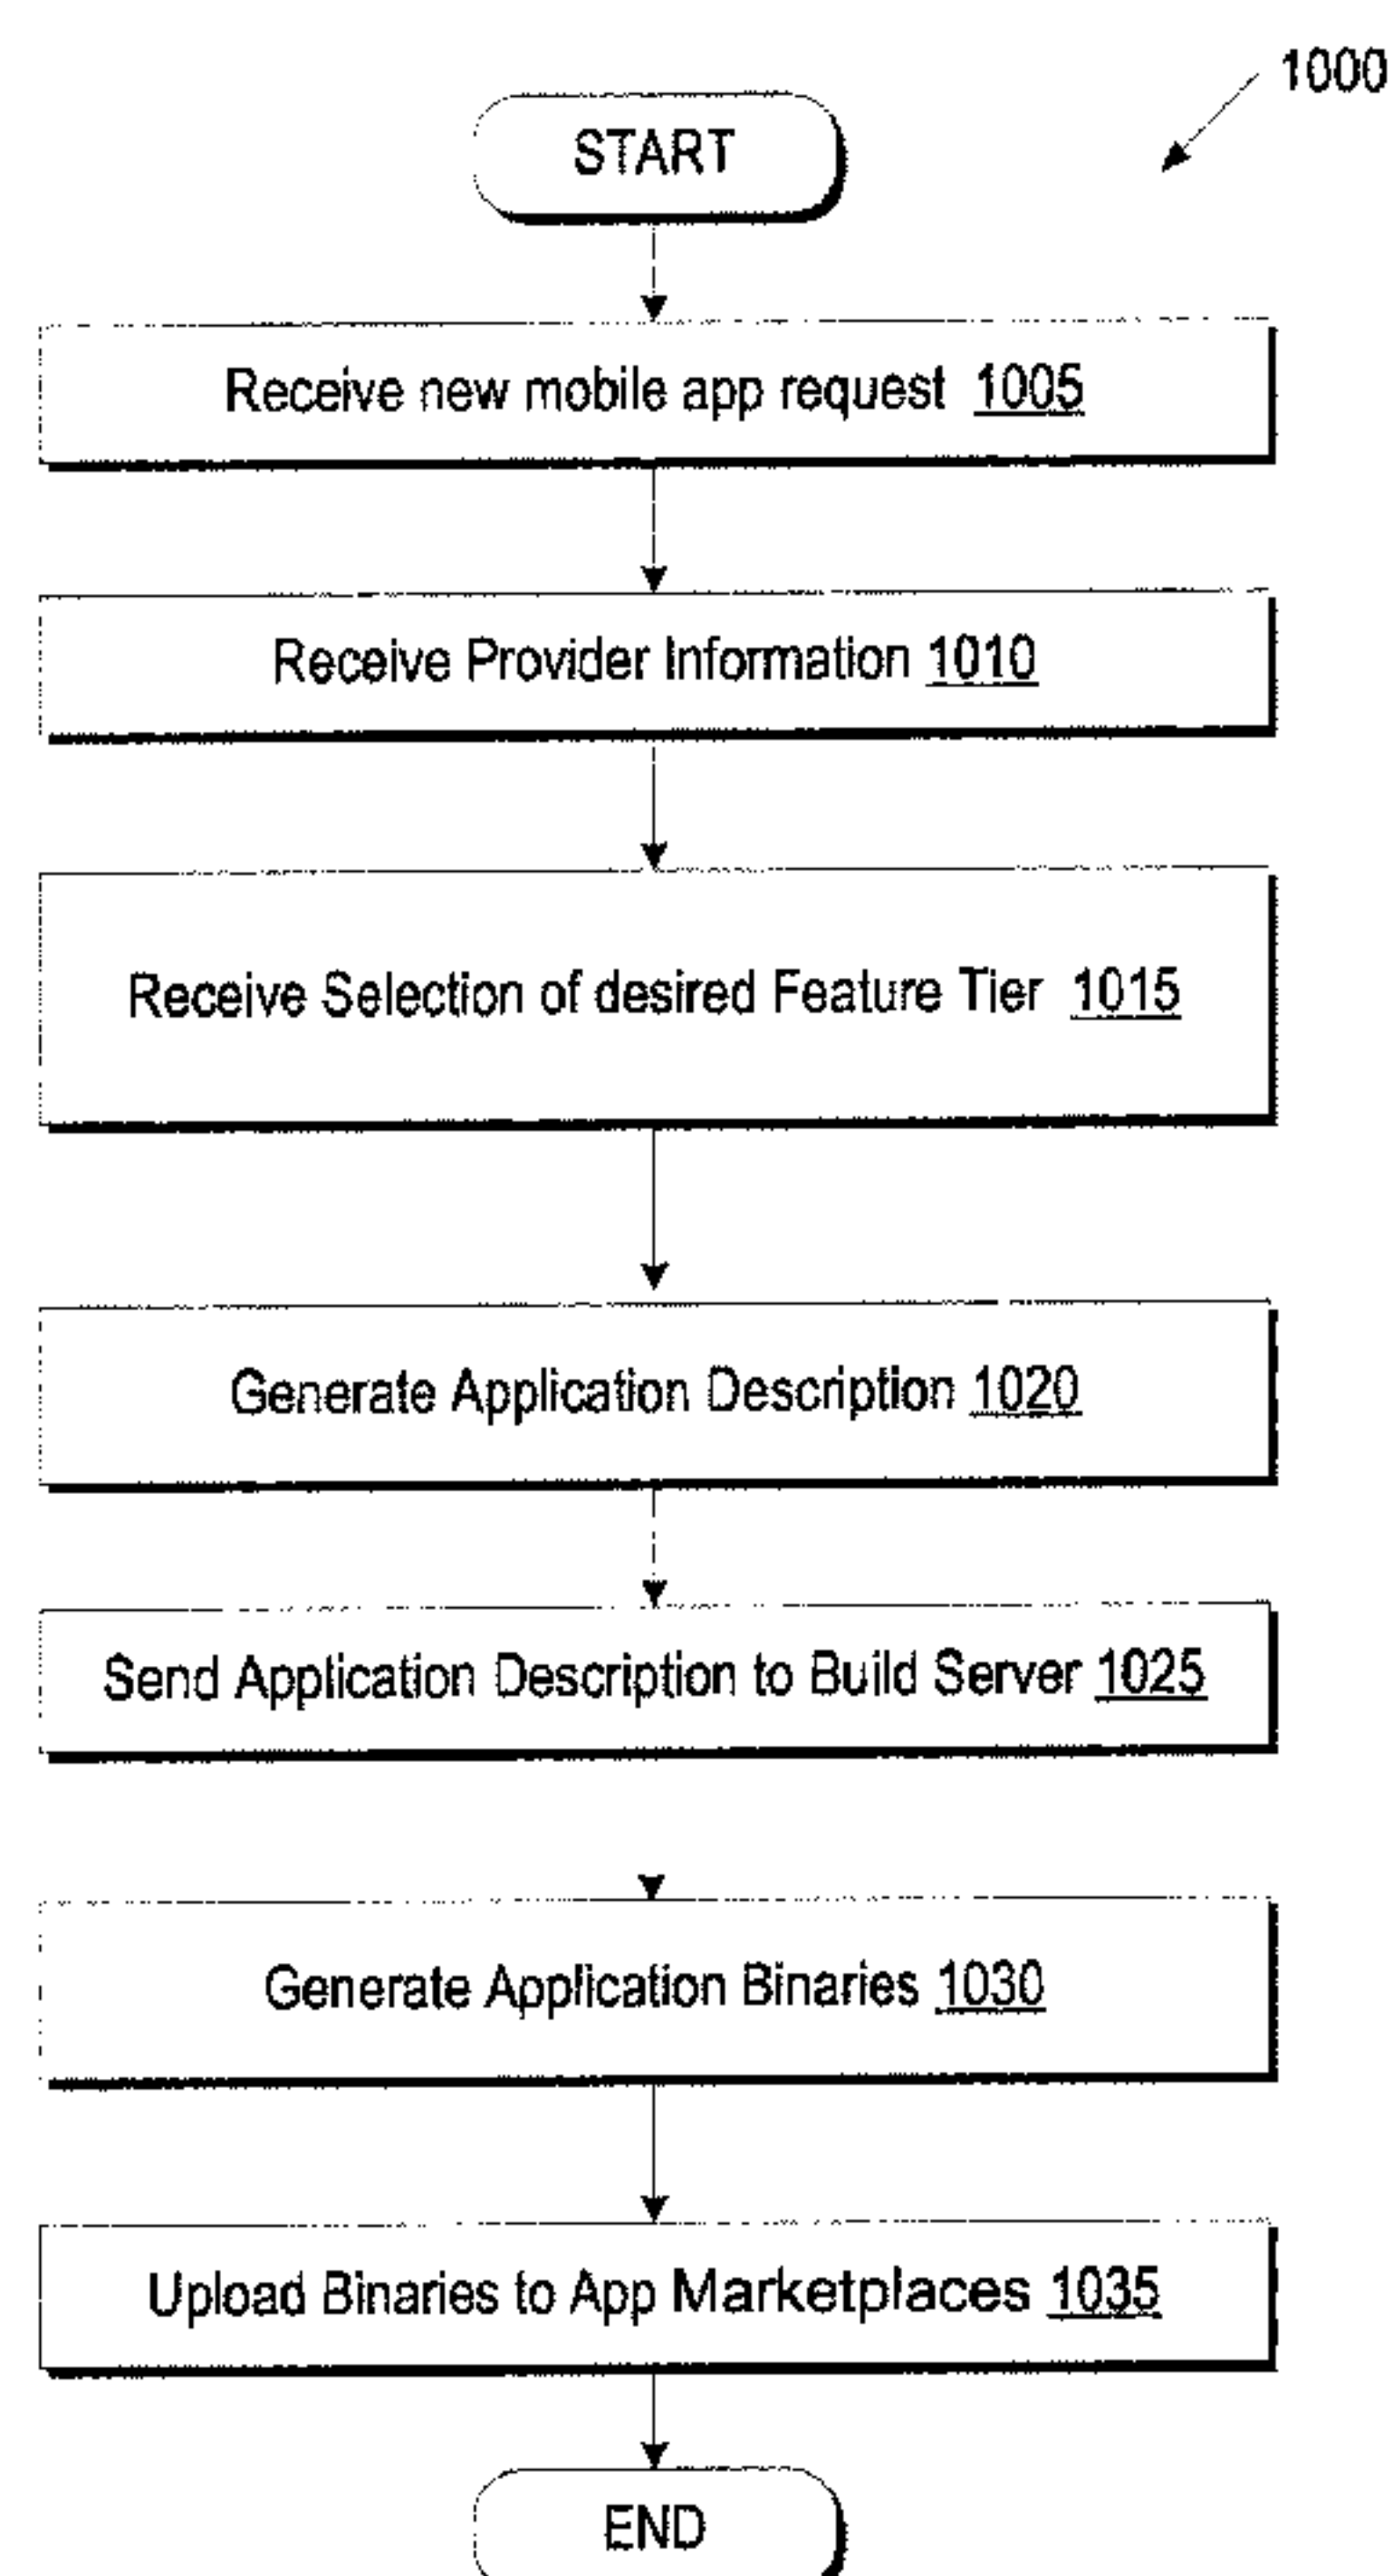 1000
START
Receive new mobile app request 1005
Receive Provider Information 1010
Receive Selection of desired Feature Tier 1015
Generate Application Description 1020
Send Application Description to Build Server 1025
Generate Application Binaries 1030
Upload Binaries to App Marketplaces 1035
END